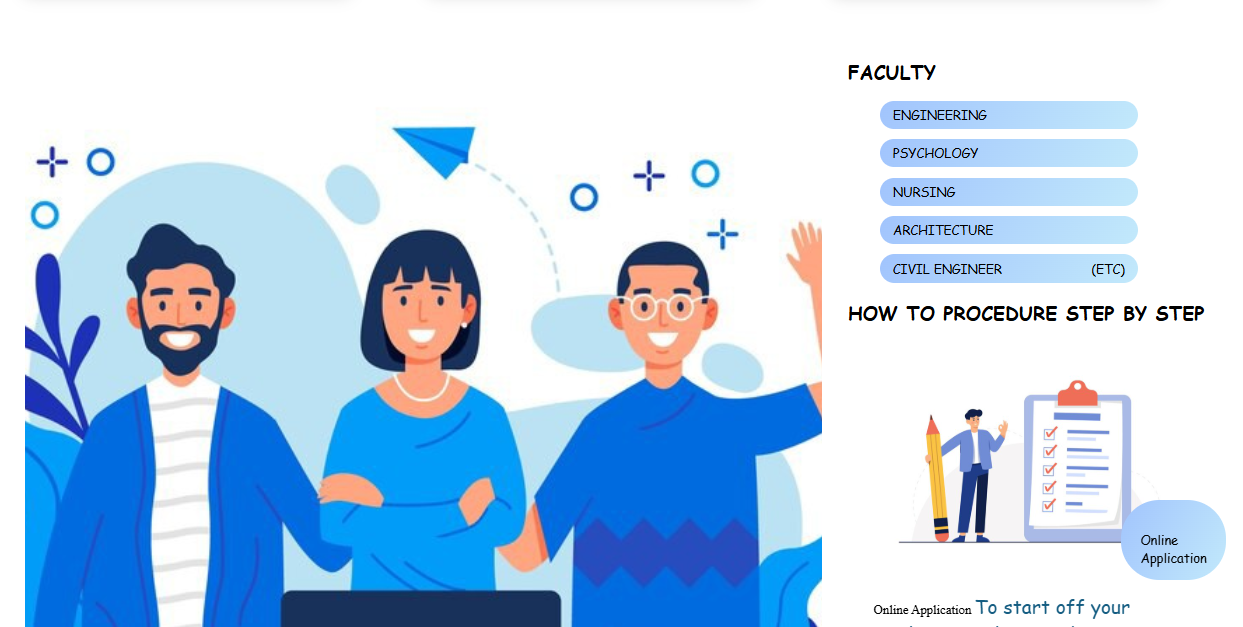 FACULTY
ENGINEERING
PSYCHOLOGY
NURSING
ARCHITECTURE
CIVIL ENGINEER (ETC)
HOW TO PROCEDURE STEP BY STEP
Online
Application
Online Application To start off your